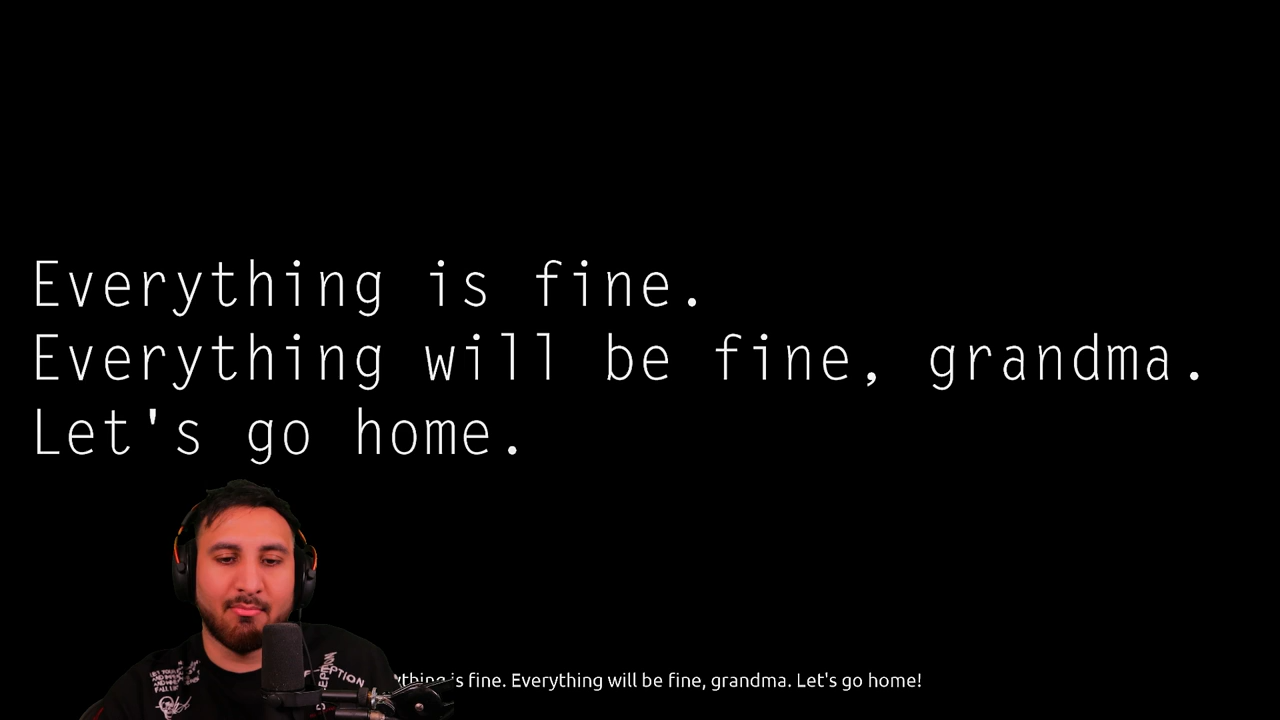 Everything is fine.
Everything will be fine, grandma.
Let's go home.
is fine. Everything will be fine, grandma. Let's go home!